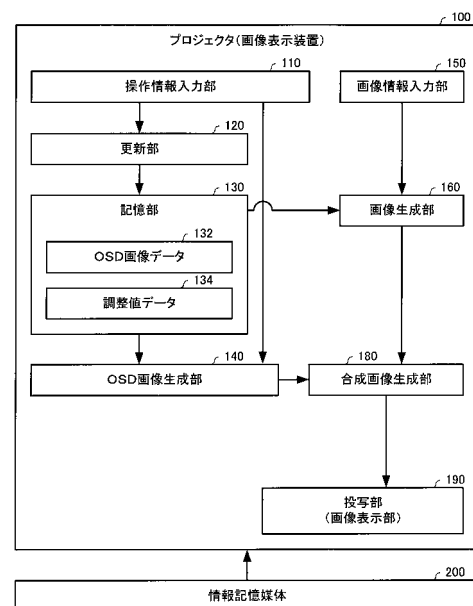 100
プロジェクタ(画像表示装置)
110
操作情報入力部
150
画像情報入力部
120
更新部
130
記憶部
160
画像生成部
132
OSD画像データ
134
調整値データ
140
OSD画像生成部
180
合成画像生成部
190
投写部
(画像表示部)
200
情報記憶媒体